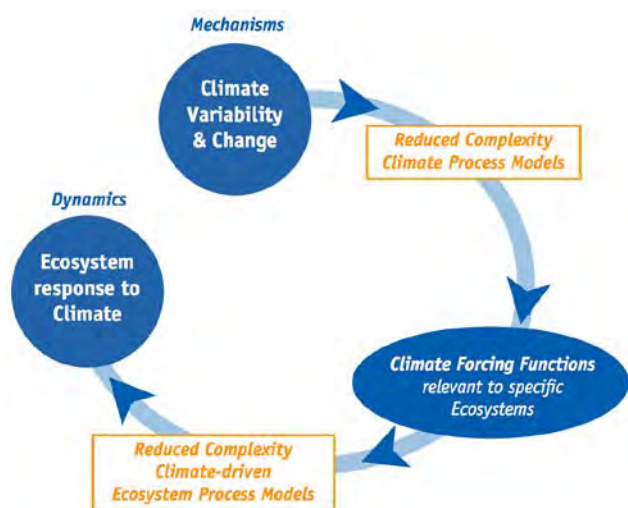 Mechanisms
Climate
Variability
& Change
Reduced Complexity
Climate Process Models
Dynamics
Ecosystem
response to
Climate
Climate Forcing Functions
relevant to specific
Ecosystems
Reduced Complexity
Climate-driven
Ecosystem Process Models